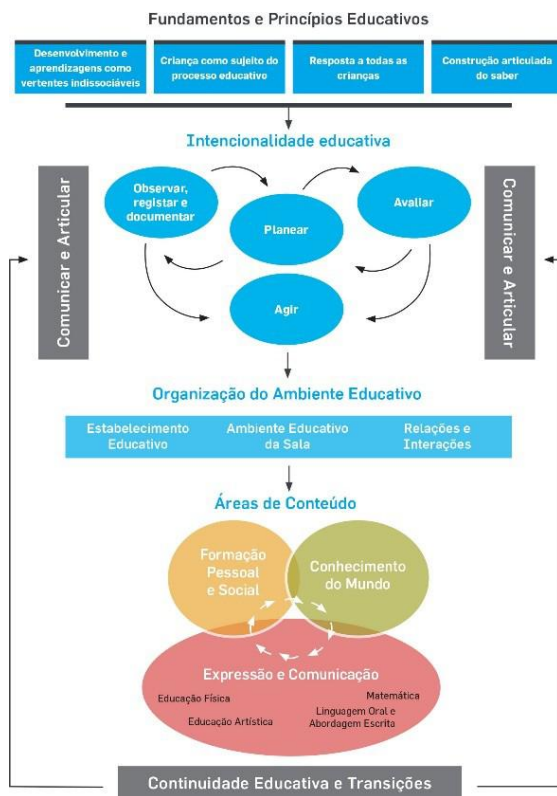 Fundamentos e Princípios Educativos
Desenvolvimento e
aprendizagens como
vertentes indissociáveis
Criança como sujeito do
processo educativo
Resposta a todas as
crianças
Construção articulada
do saber
Intencionalidade educativa
Comunicar e Articular
Observar,
registar e
documentar
Planear
Avaliar
Agir
Comunicar e Articular
Organização do Ambiente Educativo
Estabelecimento
Educativo
Ambiente Educativo
da Sala
Relações e
Interações
Áreas de Conteúdo
Formação
Pessoal
e Social
Conhecimento
do Mundo
Expressão e Comunicação
Educação Física
Matemática
Educação Artística
Linguagem Oral e
Abordagem Escrita
Continuidade Educativa e Transições